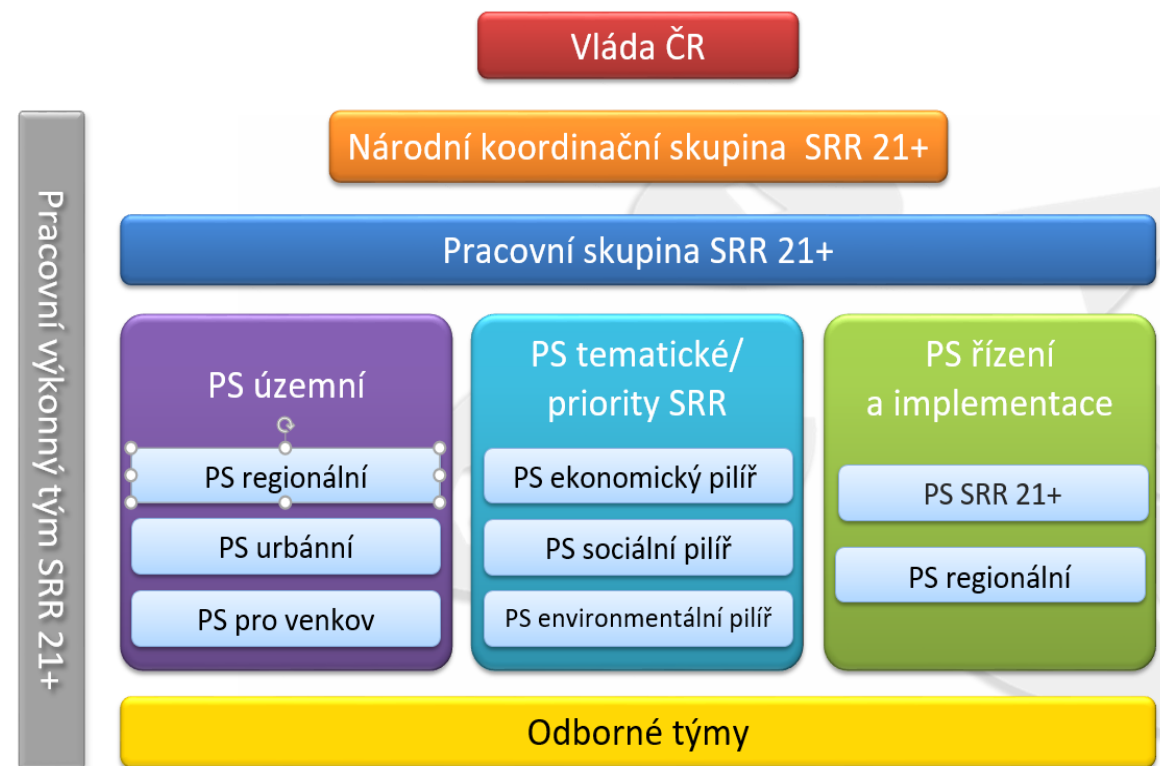 Vláda ČR
Národní koordinační skupina SRR 21+
Pracovní skupina SRR 21+
Pracovní výkonný tým SRR 21+
PS územní
PS regionální
PS urbánní
PS pro venkov
PS tematické/
priority SRR
PS ekonomický pilíř
PS sociální pilíř
PS environmentální pilíř
PS řízení
a implementace
PS SRR 21+
PS regionální
Odborné týmy